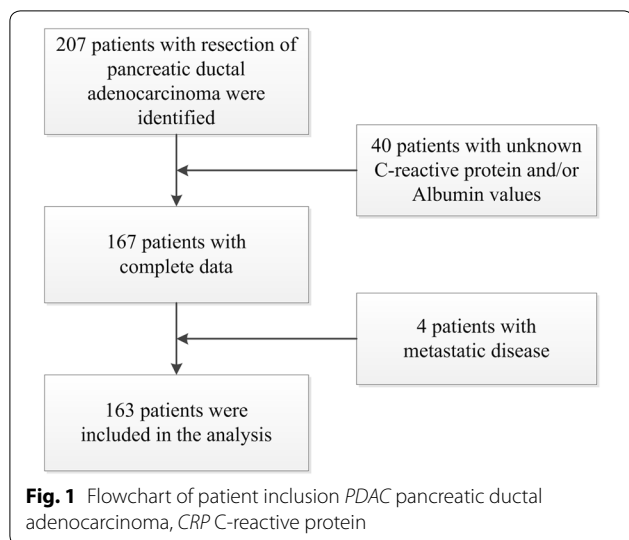 207 patients with resection of
pancreatic ductal
adenocarcinoma were
identified
40 patients with unknown
C-reactive protein and/or
Albumin values
167 patients with
complete data
4 patients with
metastatic disease
163 patients were
included in the analysis
Fig. 1 Flowchart of patient inclusion PDAC pancreatic ductal
adenocarcinoma, CRP C-reactive protein